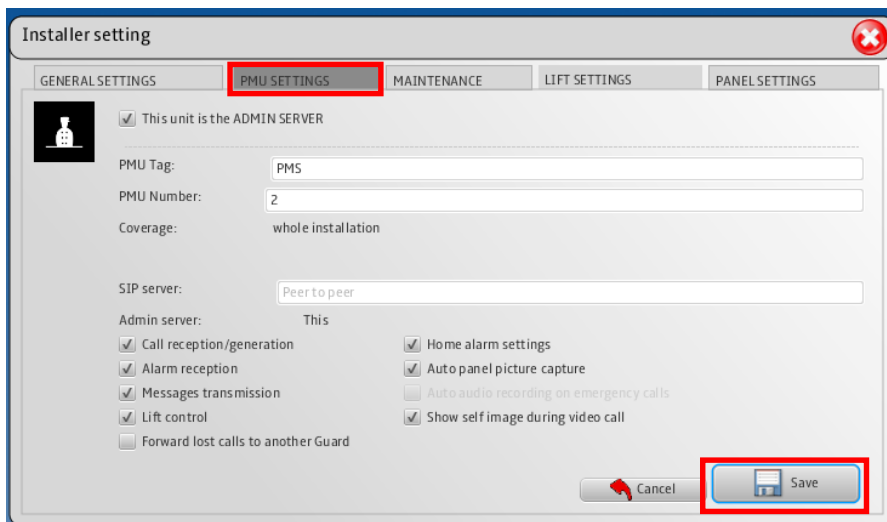 Installer setting
GENERAL SETTINGS PMU SETTINGS MAINTENANCE LIFT SETTINGS PANEL SETTINGS
This unit is the ADMIN SERVER
PMU Tag: PMS
PMU Number: 2
Coverage: whole installation
SIP server: Peer to peer
Admin server: This
Call reception/generation Home alarm settings
Alarm reception Auto panel picture capture
Messages transmission Auto audio recording on emergency calls
Lift control Show self image during video call
Forward lost calls to another Guard
Cancel Save